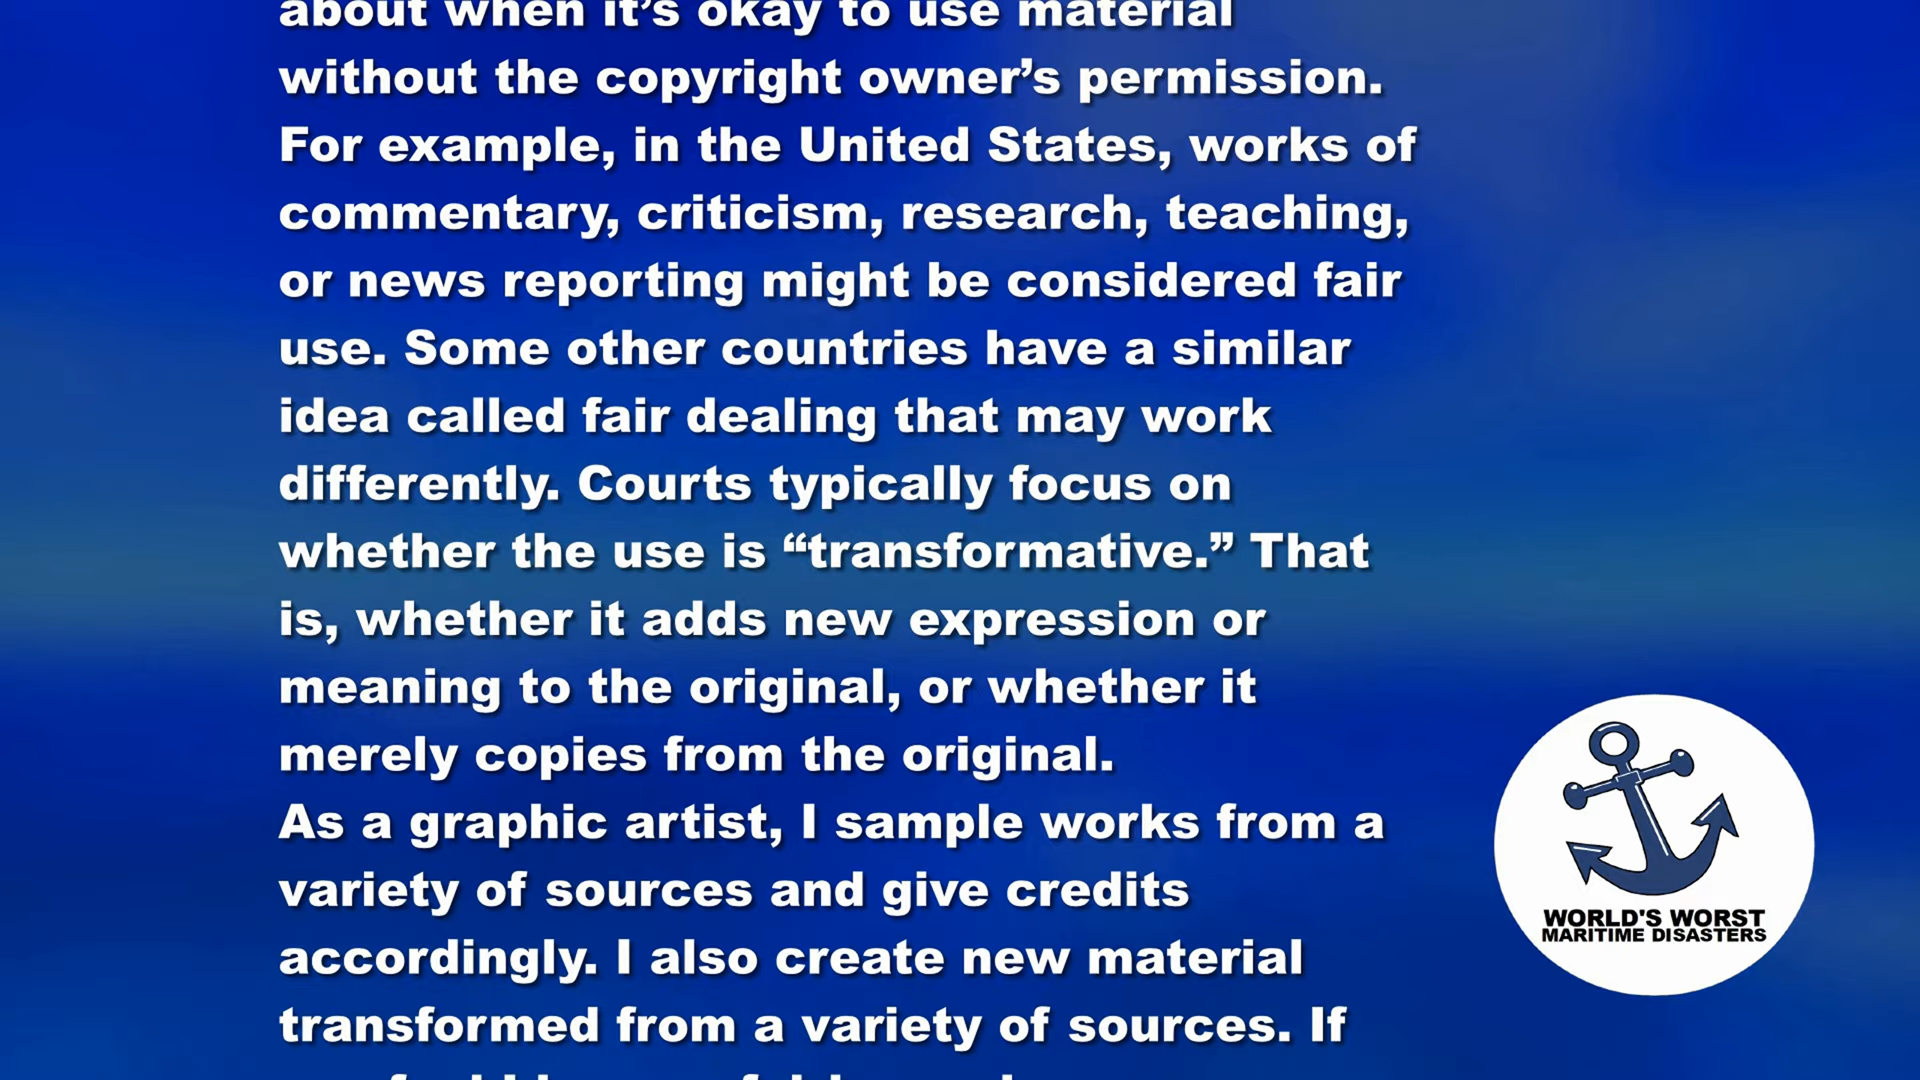 about when it’s okay to use material
without the copyright owner’s permission.
For example, in the United States, works of
commentary, criticism, research, teaching,
or news reporting might be considered fair
use. Some other countries have a similar
idea called fair dealing that may work
differently. Courts typically focus on
whether the use is “transformative.” That
is, whether it adds new expression or
meaning to the original, or whether it
merely copies from the original.
As a graphic artist, I sample works from a
variety of sources and give credits
accordingly. I also create new material
transformed from a variety of sources. If
WORLD'S WORST
MARITIME DISASTERS